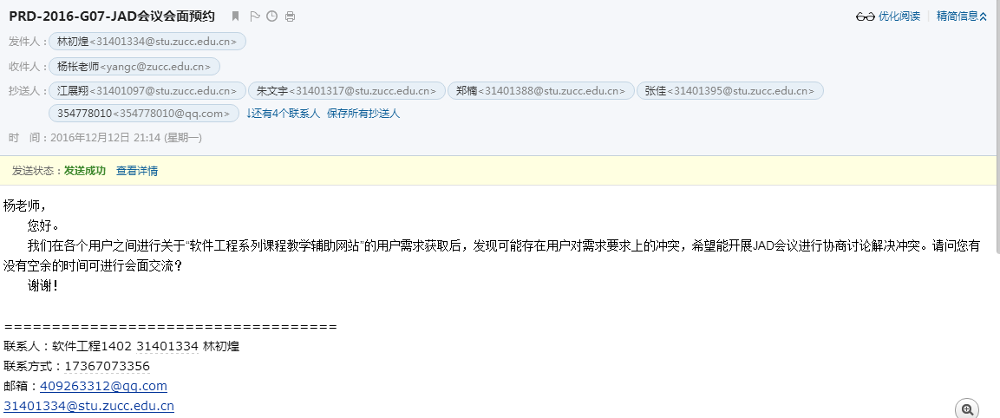 PRD-2016-G07-JAD会议会面预约
优化阅读 精简信息
发件人：林初煌<31401334@stu.zucc.edu.cn>
收件人：杨枨老师<yangc@zucc.edu.cn>
抄送人：江展翔<31401097@stu.zucc.edu.cn> 朱文宇<31401317@stu.zucc.edu.cn> 郑楠<31401388@stu.zucc.edu.cn> 张佳<31401395@stu.zucc.edu.cn>
354778010<354778010@qq.com> ↓还有4个联系人 保存所有抄送人
时 间：2016年12月12日 21:14 (星期一)
发送状态：发送成功 查看详情
杨老师，
您好。
我们在各个用户之间进行关于“软件工程系列课程教学辅助网站”的用户需求获取后，发现可能存在用户对需求要求上的冲突，希望能开展JAD会议进行协商讨论解决冲突。请问您有
没有空余的时间可进行会面交流？
谢谢！
===================================
联系人：软件工程1402 31401334 林初煌
联系方式：17367073356
邮箱：409263312@qq.com
31401334@stu.zucc.edu.cn